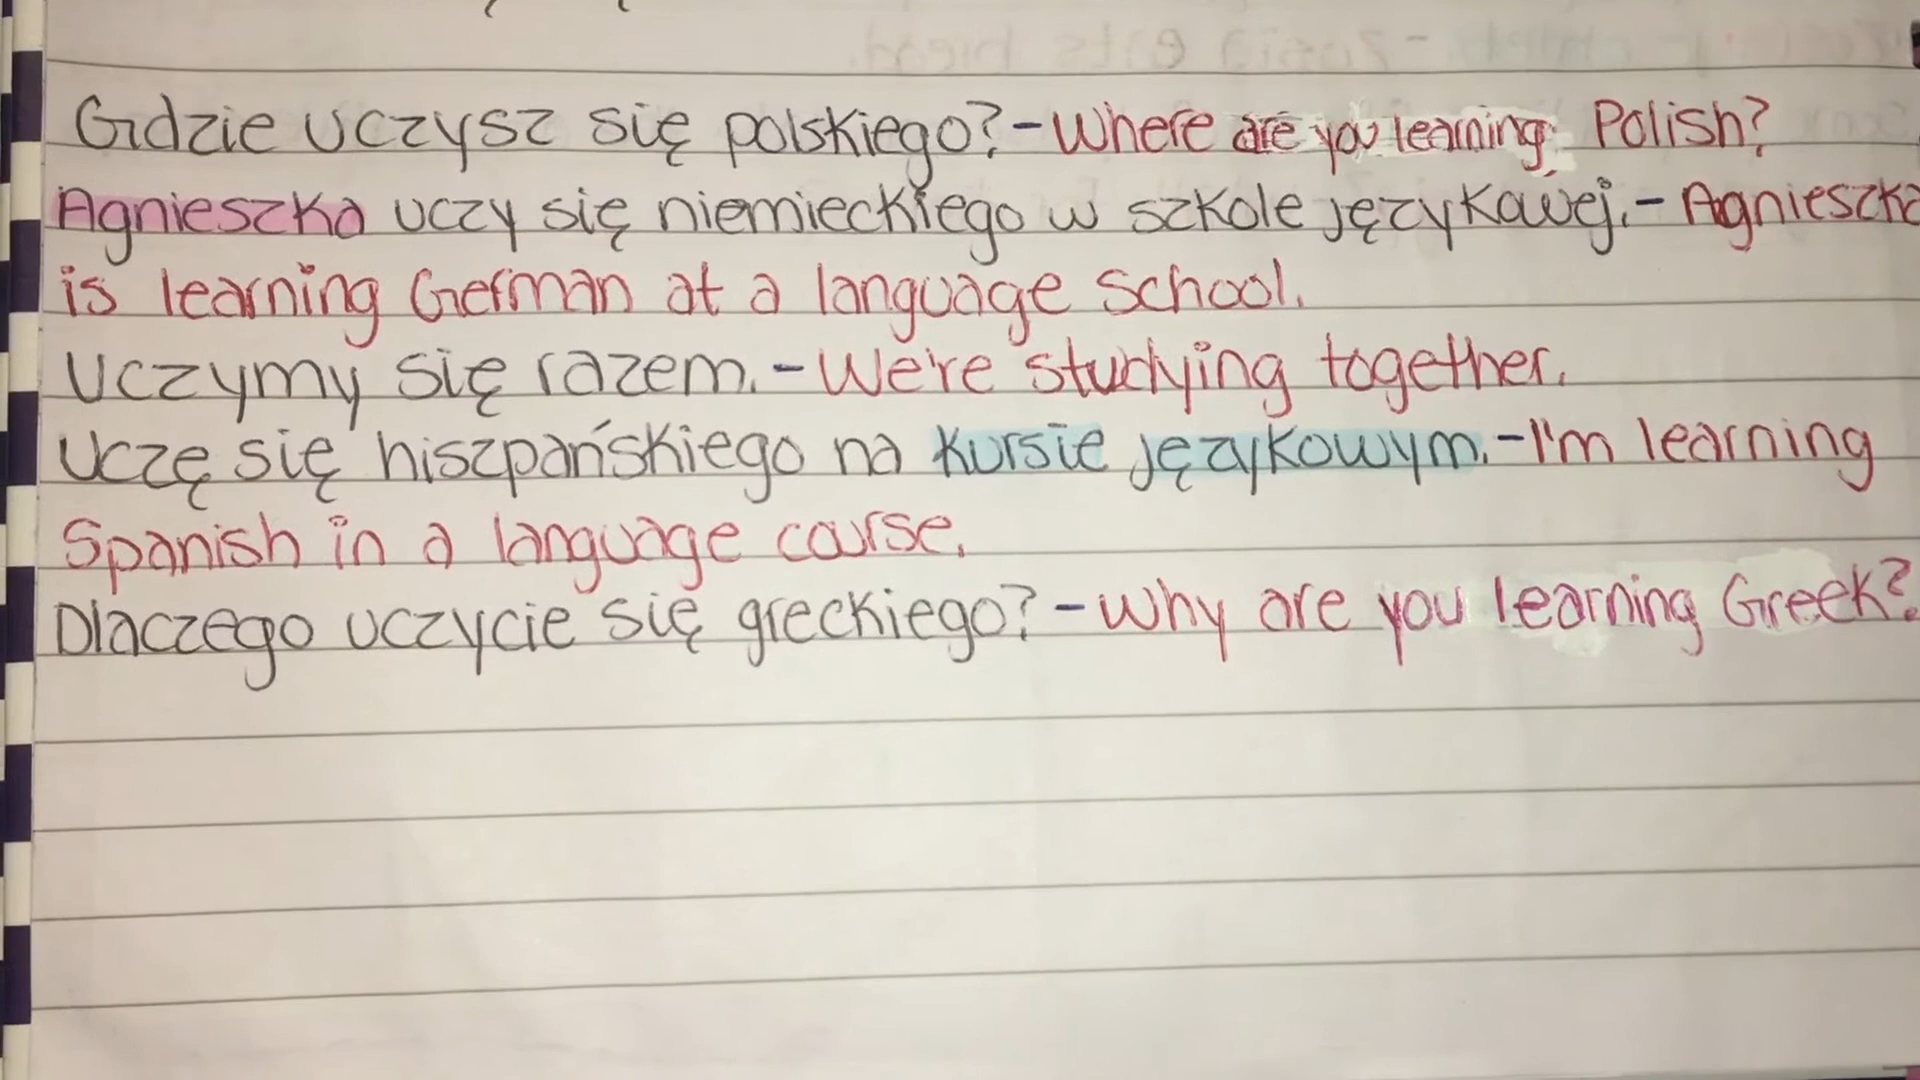 Gdzie uczysz się polskiego? - Where are you learning Polish?
Agnieszka uczy się niemieckiego w szkole językowej. - Agnieszka
is learning German at a language school.
Uczymy się razem. - We're studying together.
Uczę się hiszpańskiego na kursie językowym. - I'm learning
Spanish in a language course.
Dlaczego uczycie się greckiego? - Why are you learning Greek?